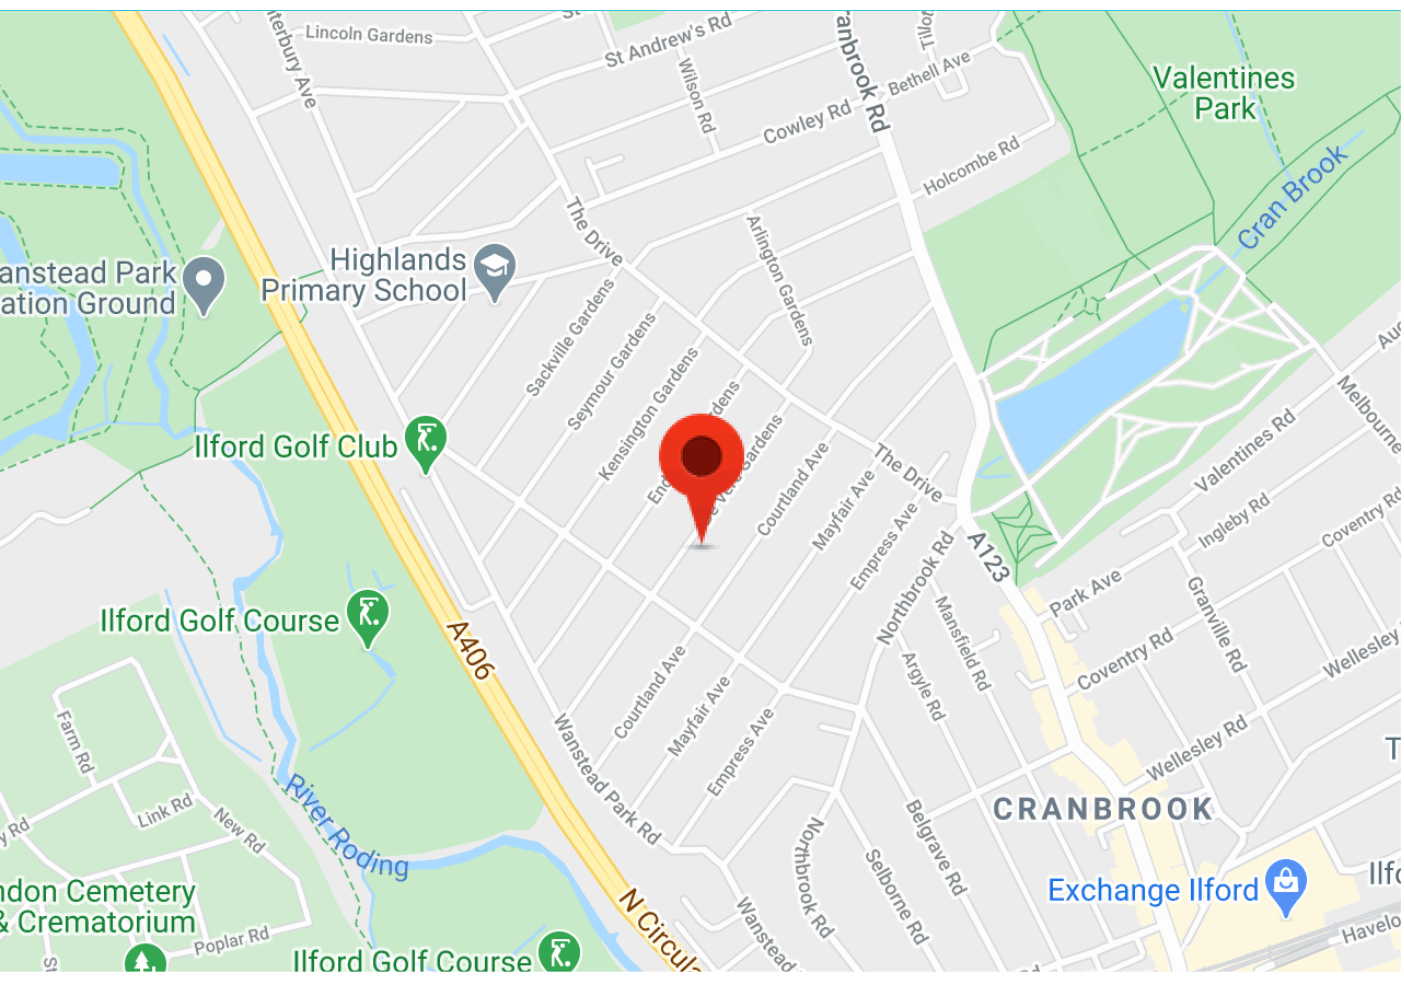 Lincoln Gardens
St
St Andrew's Rd
Wilson Rd
Cowley Rd
Bethell Ave
Holcombe Rd
Valentines
Park
Cran Brook
The Drive
Arlington Gardens
Highlands
Primary School
anstead Park
ation Ground
Sackville Gardens
Seymour Gardens
Kensington Gardens
Ilford Golf Club
Courtland Ave
Mayfair Ave
Empress Ave
The Drive
Northbrook Rd
A123
Melbourne
Valentines Rd
Ingleby Rd
Coventry Rd
Park Ave
Granville Rd
Coventry Rd
Wellesley
Wellesley Rd
Mansfield Rd
Argyle Rd
Ilford Golf Course
A406
Courtland Ave
Mayfair Ave
Empress Ave
Wanstead Park Rd
Farm Rd
Link Rd
New Rd
River Roding
CRANBROOK
Exchange Ilford
Belgrave Rd
Selborne Rd
Northbrook Rd
Wanstead
N Circula
ndon Cemetery
& Crematorium
Poplar Rd
Ilford Golf Course
Havelo